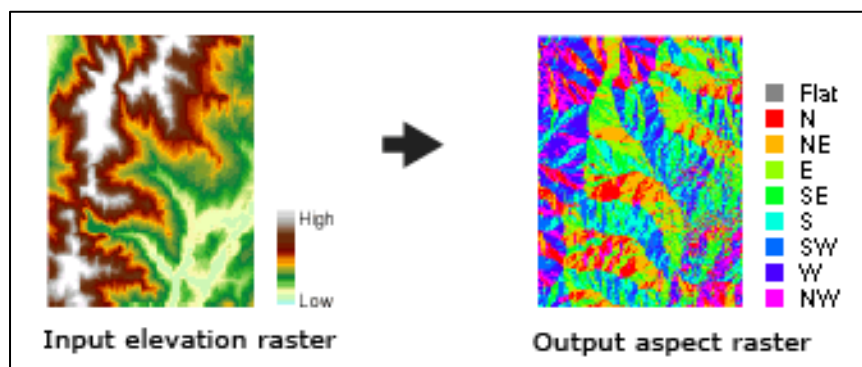 High
Low
Input elevation raster
Flat
N
NE
E
SE
S
SW
W
NW
Output aspect raster